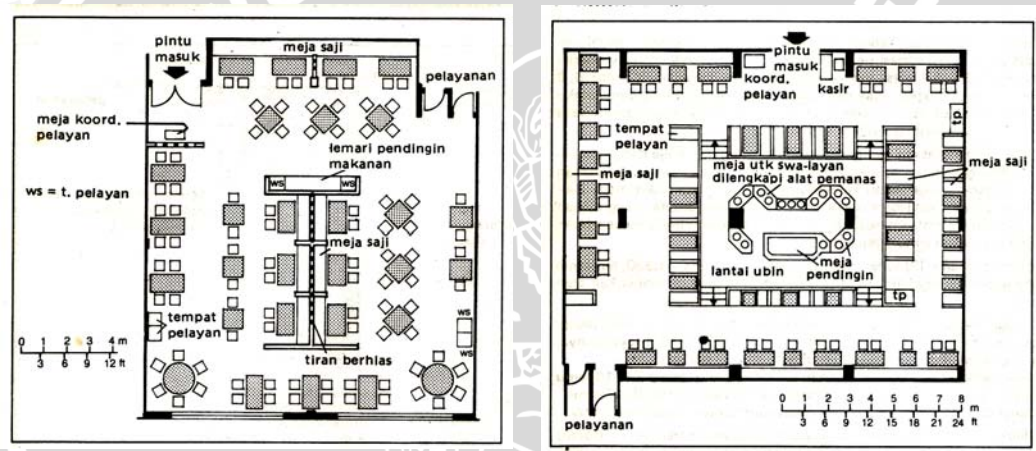 pintu
masuk
meja saji
pelayanan
meja koord.
pelayan
lemari pendingin
makanan
ws = t. pelayan
ws
ws
meja saji
tempat
pelayan
ws
ws
tiran berhias
0 1 2 3 4 m
3 6 9 12 ft
pintu
masuk
koord.
pelayan
kasir
tp
tempat
pelayan
meja saji
meja utk swa-layan
dilengkapi alat pemanas
meja saji
meja
pendingin
lantai ubin
tp
pelayanan
0 1 2 3 4 5 6 7 8
m
3 6 9 12 15 18 21 24 ft